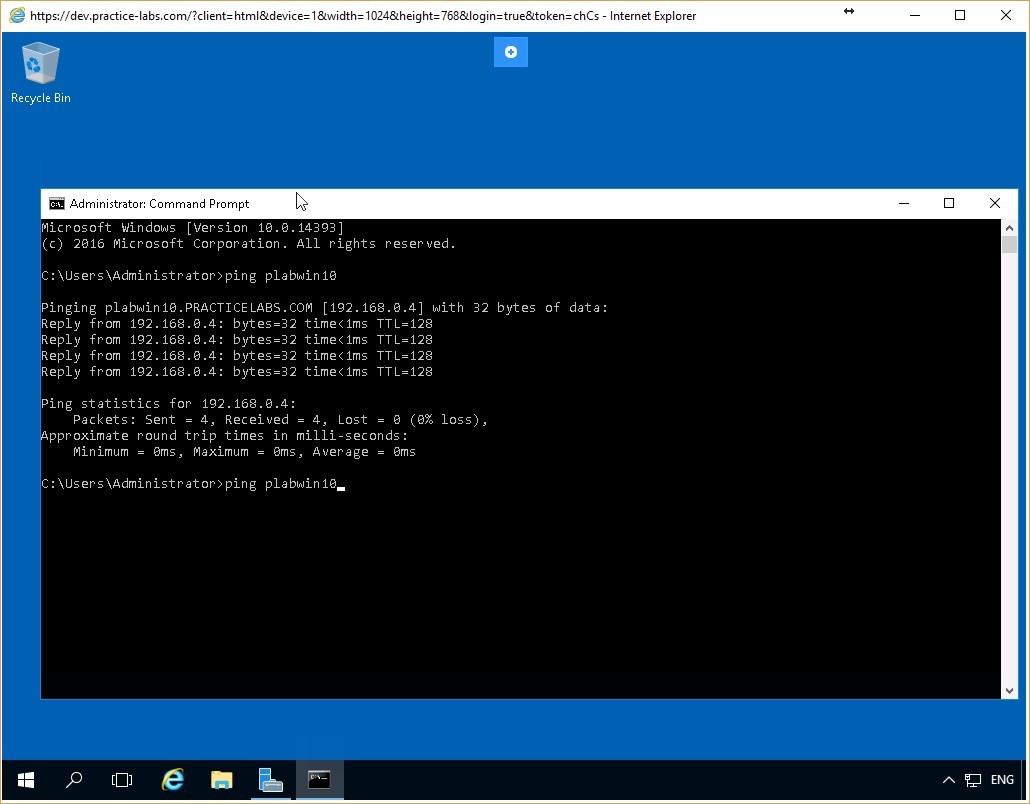 https://dev.practice-labs.com/?client=html&device=1&width=1024&height=768&login=true&token=chCs - Internet Explorer
Recycle Bin
Administrator: Command Prompt
Microsoft Windows [Version 10.0.14393]
(c) 2016 Microsoft Corporation. All rights reserved.
C:\Users\Administrator>ping plabwin10
Pinging plabwin10.PRACTICELABS.COM [192.168.0.4] with 32 bytes of data:
Reply from 192.168.0.4: bytes=32 time<1ms TTL=128
Reply from 192.168.0.4: bytes=32 time<1ms TTL=128
Reply from 192.168.0.4: bytes=32 time<1ms TTL=128
Reply from 192.168.0.4: bytes=32 time<1ms TTL=128
Ping statistics for 192.168.0.4:
    Packets: Sent = 4, Received = 4, Lost = 0 (0% loss),
Approximate round trip times in milli-seconds:
    Minimum = 0ms, Maximum = 0ms, Average = 0ms
C:\Users\Administrator>ping plabwin10
ENG